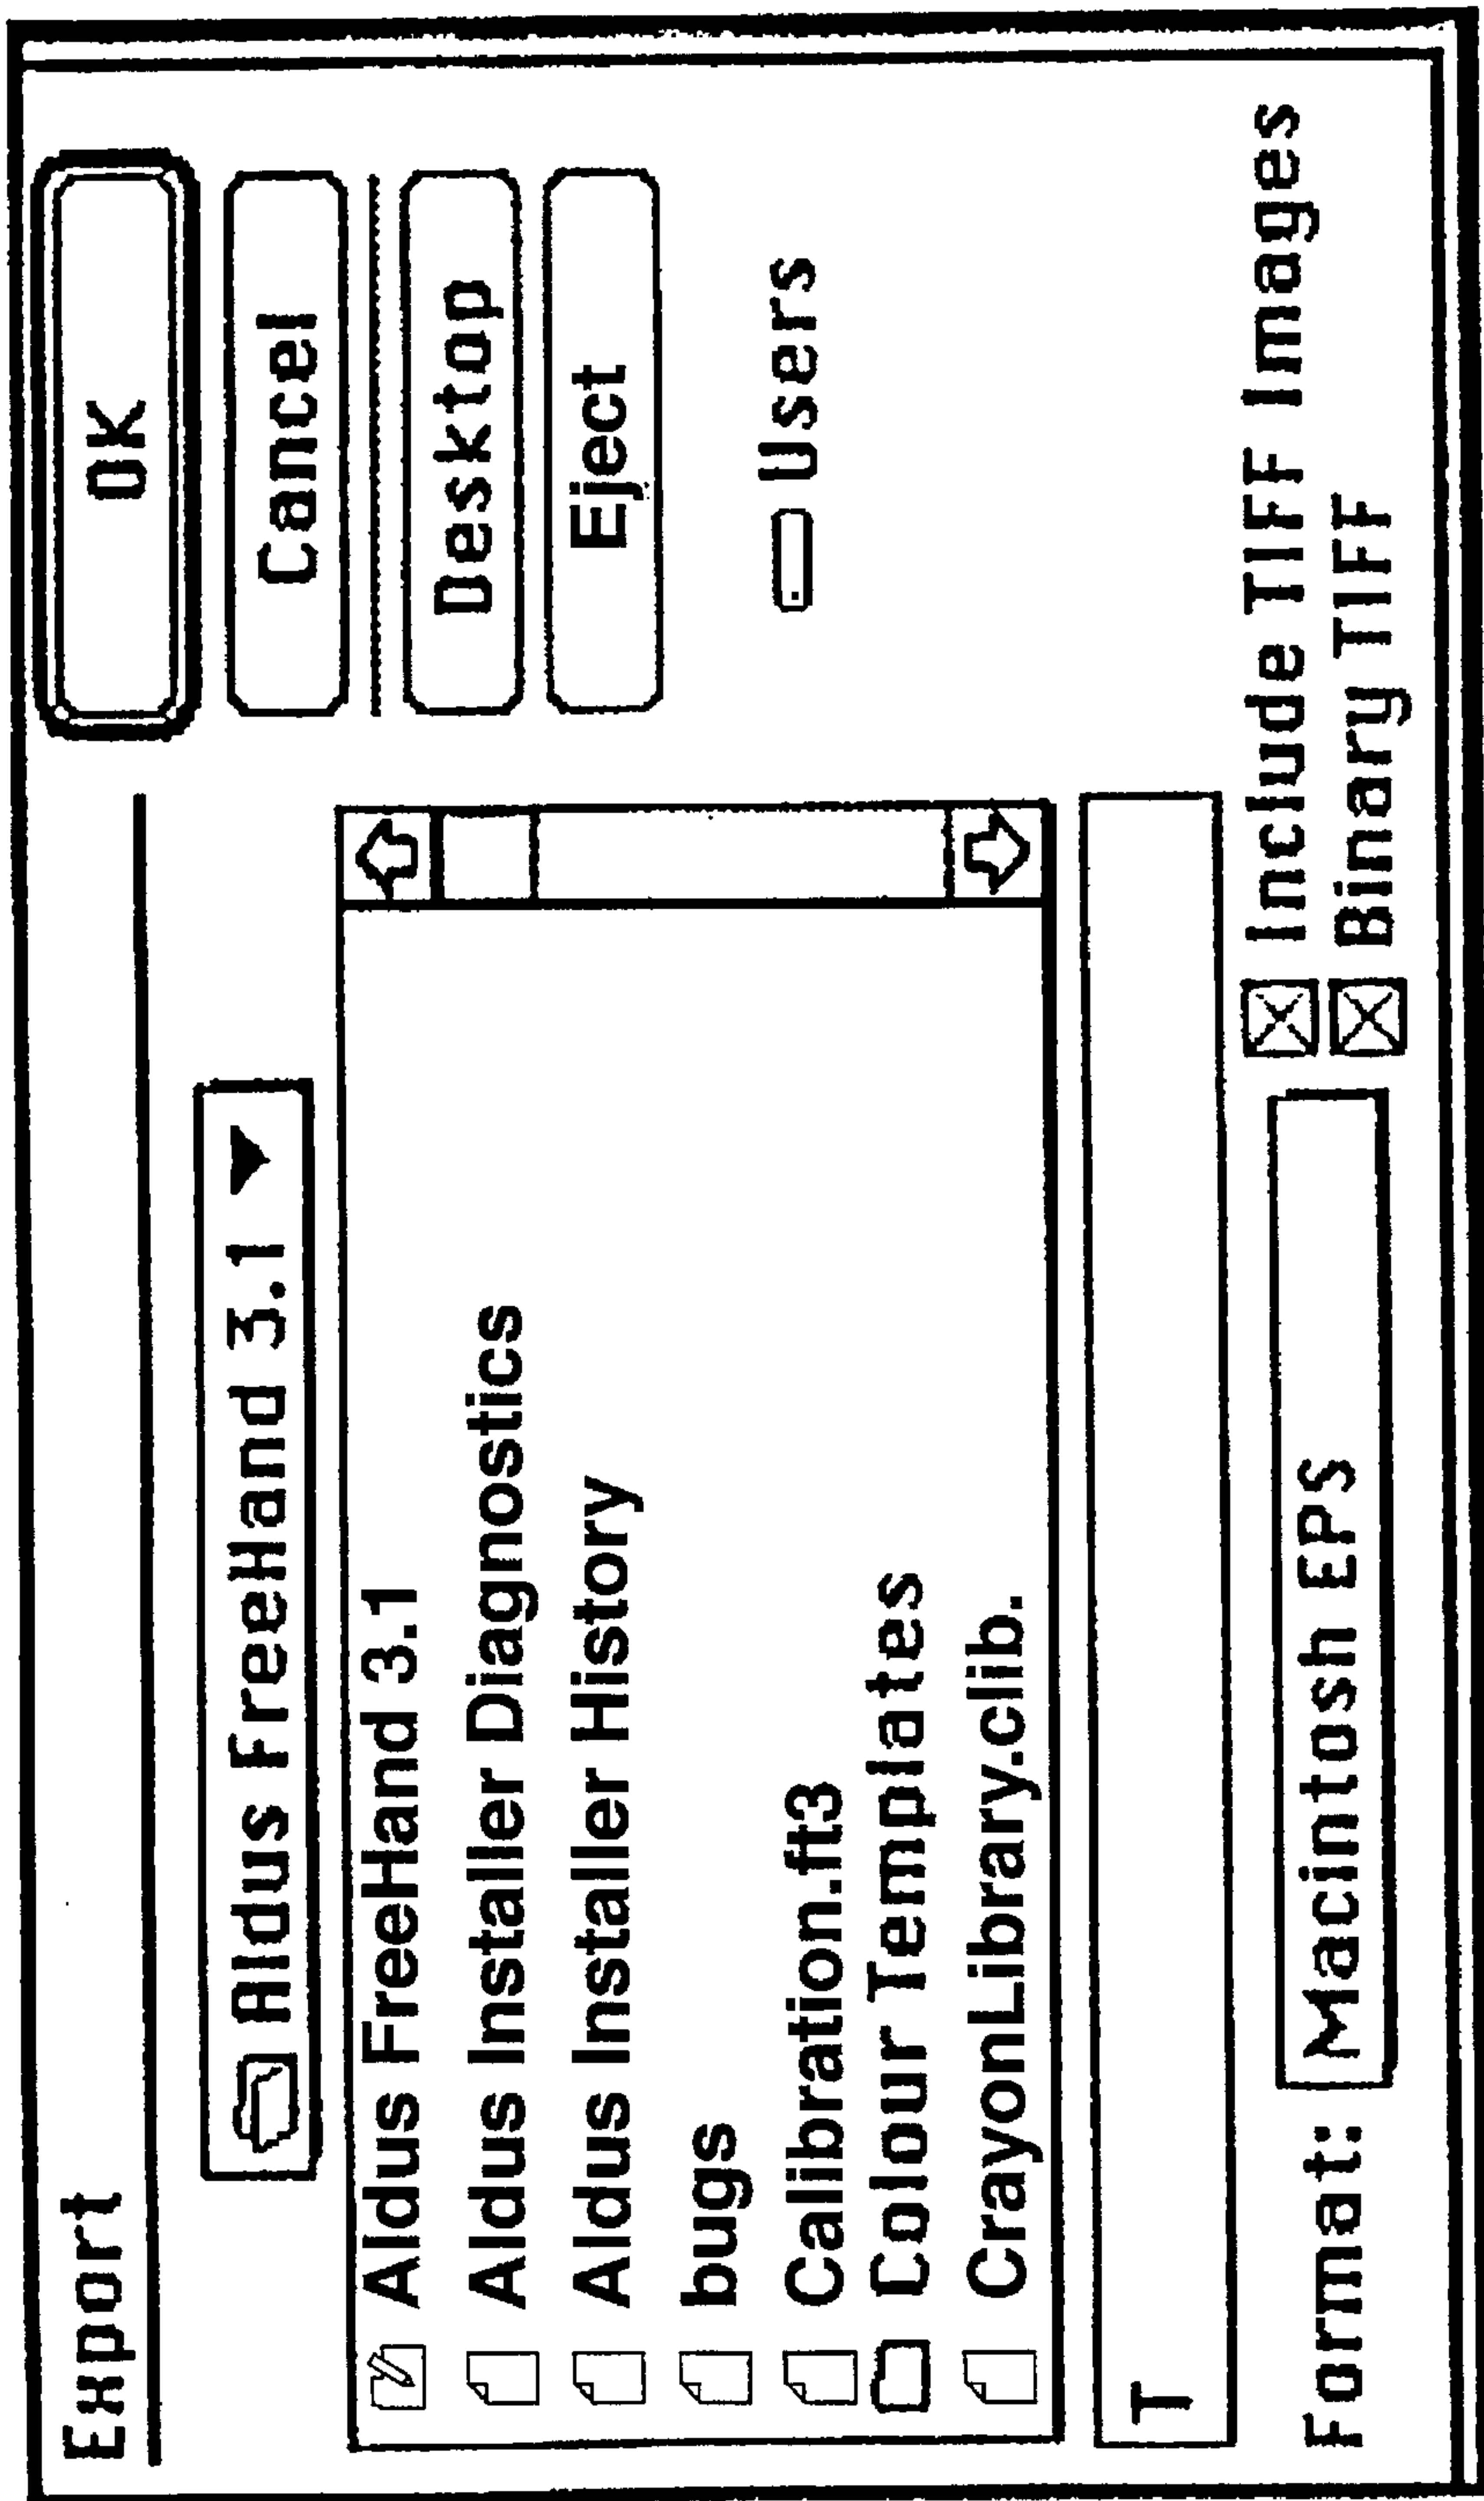 Export
Aldus FreeHand 3.1
Aldus FreeHand 3.1
Aldus Installer Diagnostics
Aldus Installer History
bugs
Calibration.ft3
Colour Templates
CrayonLibrary.clib.
T
Format: Macintosh EPS
OK
Cancel
Desktop
Eject
Users
Include TIFF Images
Binary TIFF